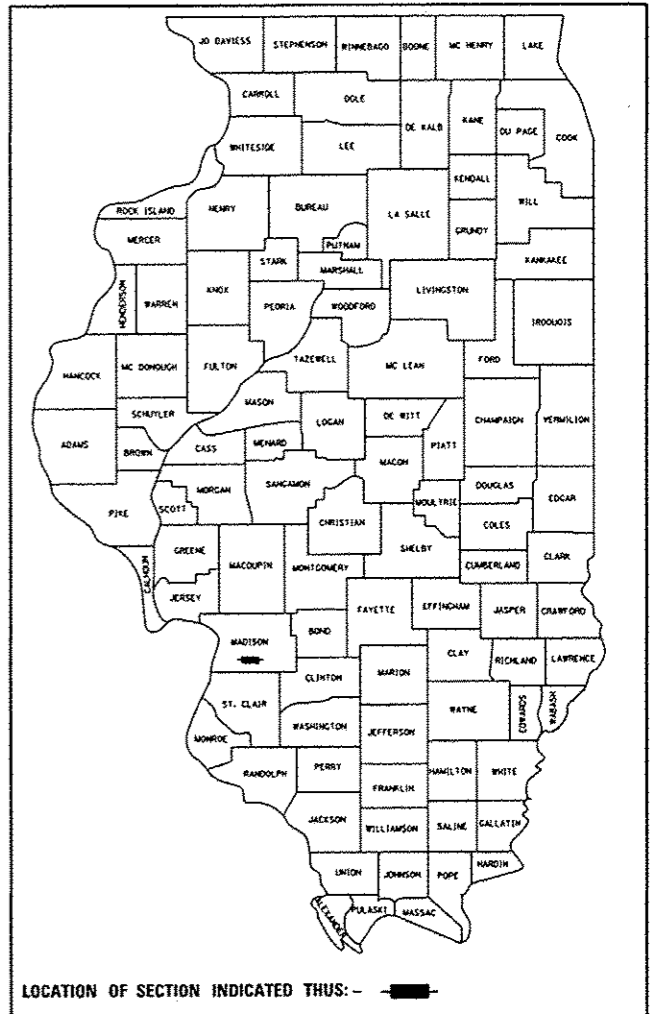 JO DAVIESS
STEPHENSON
RINNEBAGO
BOONE
MC HENRY
LAKE
CARROLL
OGLE
DE KALB
KANE
DU PAGE
COOK
WHITESIDE
LEE
KENDALL
WILL
ROCK ISLAND
HENRY
BUREAU
LA SALLE
GRUNDY
MERCER
PUTNAM
KANKAKEE
STARK
MARSHALL
HENDERSON
WARREN
KNOX
PEORIA
WOODFORD
LIVINGSTON
IROQUOIS
HANCOCK
MC DONOUGH
FULTON
TAZEWELL
MC LEAN
FORD
MASON
SCHUYLER
LOGAN
DE WITT
CHAMPAIGN
VERMILION
ADAMS
BROWN
CASS
MENARD
PIATT
MACON
PIKE
SCOTT
MORGAN
SANGAMON
MOULTRIE
DOUGLAS
EDGAR
CHRISTIAN
COLES
CALHOUN
GREENE
MACOUPIN
MONTGOMERY
SHELBY
CUMBERLAND
CLARK
JERSEY
FAYETTE
EFFINGHAM
JASPER
CRAWFORD
MADISON
BOND
CLAY
RICHLAND
LAWRENCE
CLINTON
MARION
ST. CLAIR
WAYNE
EDWARDS
WABASH
MONROE
WASHINGTON
JEFFERSON
RANDOLPH
PERRY
HAMILTON
WHITE
FRANKLIN
JACKSON
WILLIAMSON
SALINE
GALLATIN
UNION
JOHNSON
POPE
HARDIN
ALEXANDER
PULASKI
MASSAC
LOCATION OF SECTION INDICATED THUS: -